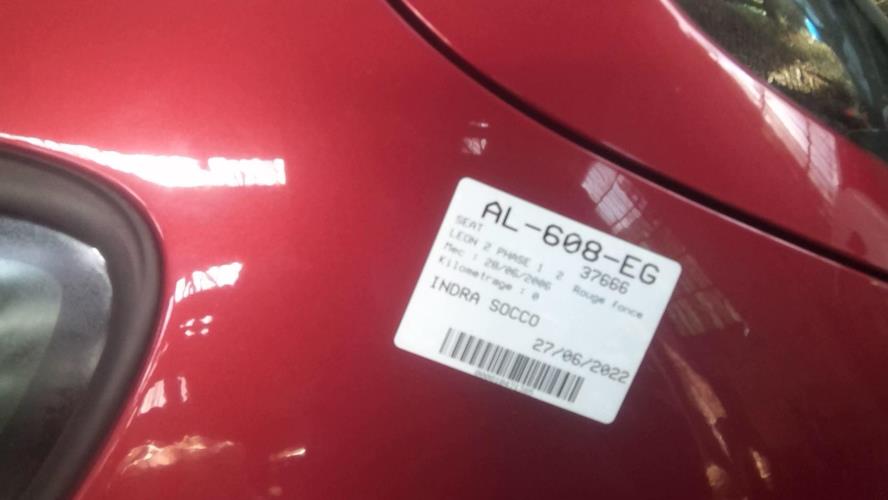 AL-608-EG
SEAT 37666
LEON 2 PHASE 1 2 Rouge fonce
Mec : 28/06/2006
Kilometrage : 0
INDRA SOCCO
27/06/2022